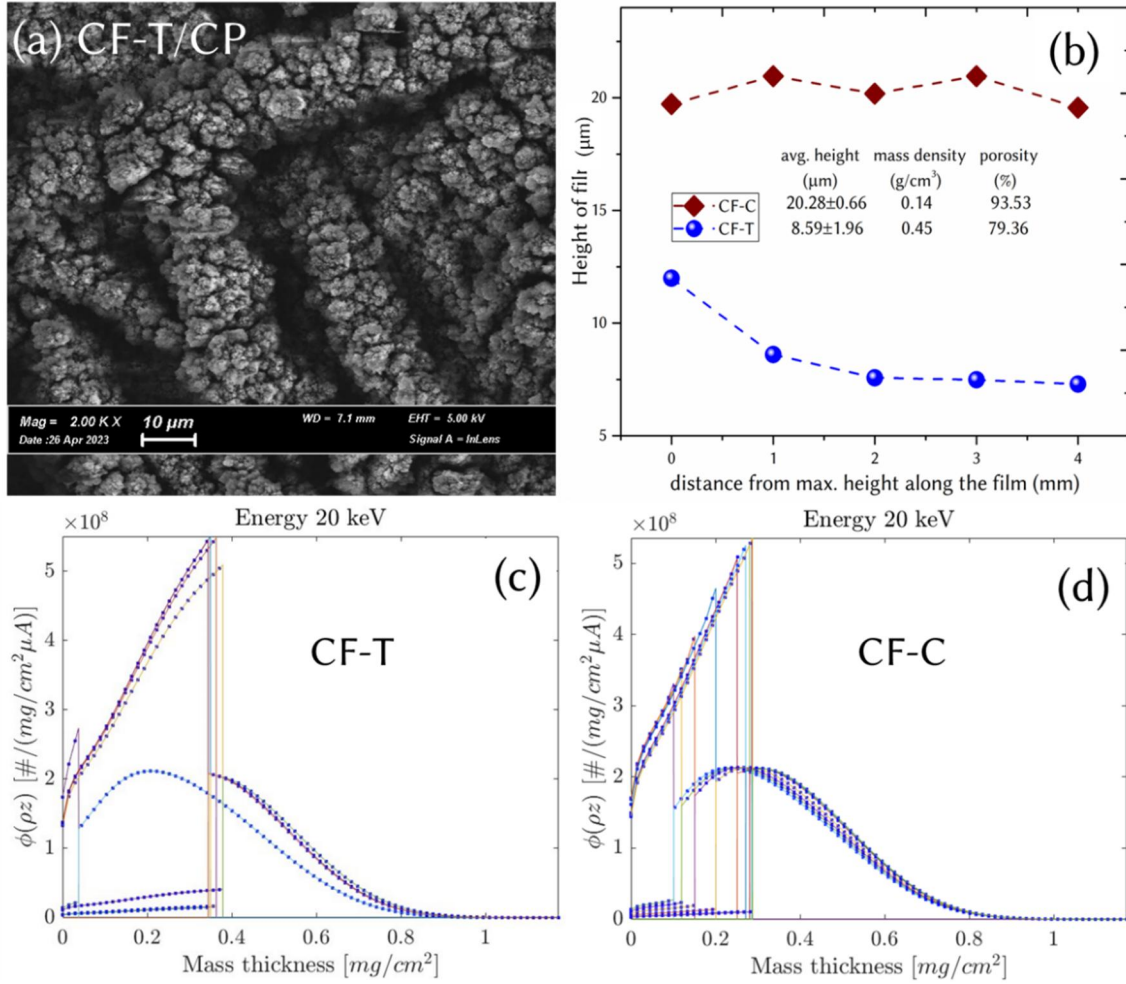 (a) CF-T/CP
Mag = 2.00 K X
10 µm
WD = 7.1 mm
EHT = 5.00 kV
Date :26 Apr 2023
Signal A = InLens
(b)
Height of filr (µm)
20
15
10
5
avg. height mass density porosity
(µm) (g/cm³) (%)
CF-C 20.28±0.66 0.14 93.53
CF-T 8.59±1.96 0.45 79.36
0 1 2 3 4
distance from max. height along the film (mm)
×10⁸
Energy 20 keV
(c)
CF-T
ϕ(ρz) [#/(mg/cm²µA)]
5
4
3
2
1
0
0 0.2 0.4 0.6 0.8 1
Mass thickness [mg/cm²]
×10⁸
Energy 20 keV
(d)
CF-C
ϕ(ρz) [#/(mg/cm²µA)]
5
4
3
2
1
0
0 0.2 0.4 0.6 0.8 1
Mass thickness [mg/cm²]